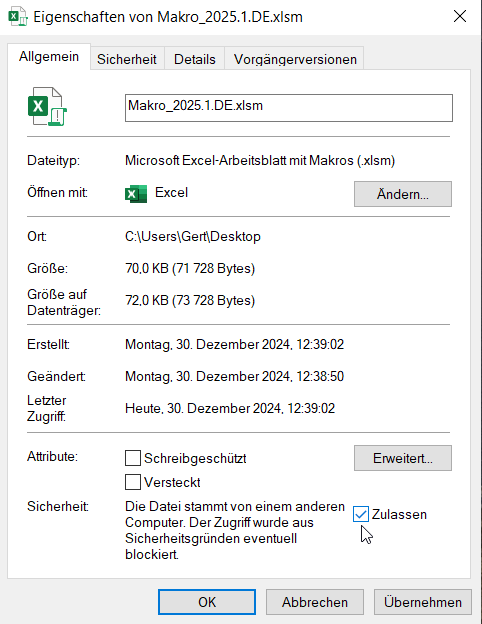 Eigenschaften von Makro_2025.1.DE.xlsm
Allgemein Sicherheit Details Vorgängerversionen
Makro_2025.1.DE.xlsm
Dateityp: Microsoft Excel-Arbeitsblatt mit Makros (.xlsm)
Öffnen mit: Excel Ändern...
Ort: C:\Users\Gert\Desktop
Größe: 70,0 KB (71 728 Bytes)
Größe auf
Datenträger: 72,0 KB (73 728 Bytes)
Erstellt: Montag, 30. Dezember 2024, 12:39:02
Geändert: Montag, 30. Dezember 2024, 12:38:50
Letzter
Zugriff: Heute, 30. Dezember 2024, 12:39:02
Attribute: Schreibgeschützt Erweitert...
Versteckt
Sicherheit: Die Datei stammt von einem anderen
Computer. Der Zugriff wurde aus
Sicherheitsgründen eventuell
blockiert.
Zulassen
OK Abbrechen Übernehmen